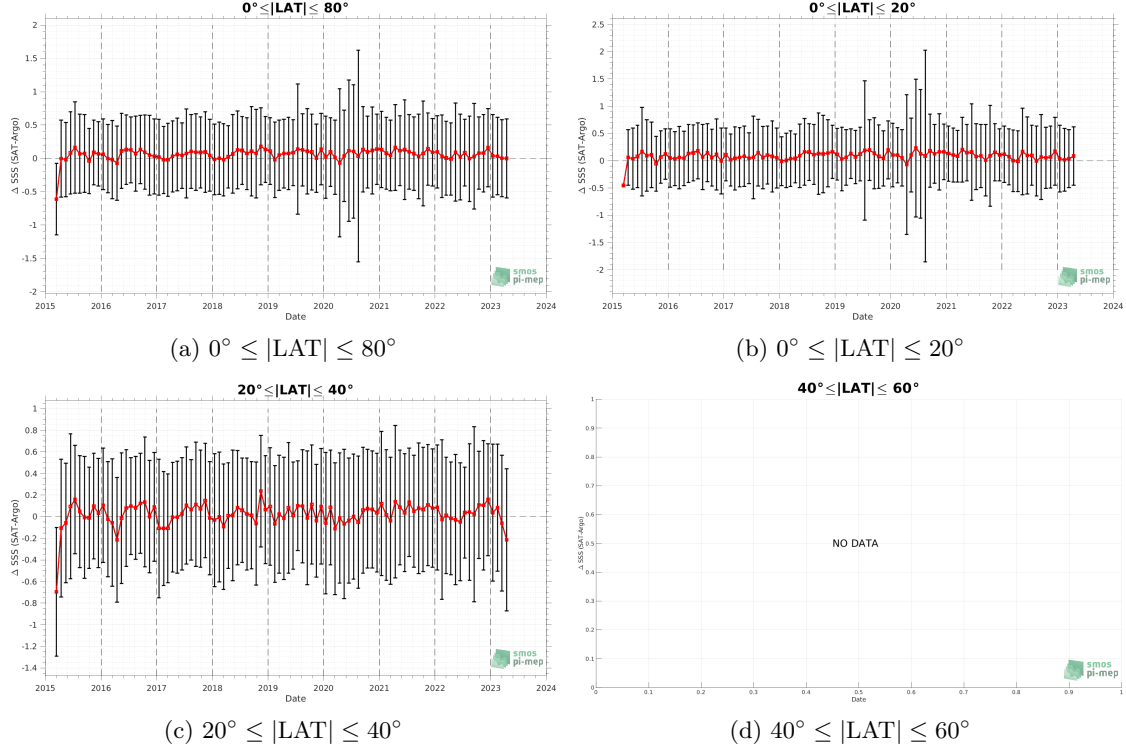 0°≤|LAT|≤ 80°
Δ SSS (SAT-Argo)
2
1.5
1
0.5
0
-0.5
-1
-1.5
-2
2015 2016 2017 2018 2019 2020 2021 2022 2023 2024
Date
smos
pi-mep
(a) 0° ≤ |LAT| ≤ 80°
0°≤|LAT|≤ 20°
Δ SSS (SAT-Argo)
2.5
2
1.5
1
0.5
0
-0.5
-1
-1.5
-2
2015 2016 2017 2018 2019 2020 2021 2022 2023 2024
Date
smos
pi-mep
(b) 0° ≤ |LAT| ≤ 20°
20°≤|LAT|≤ 40°
Δ SSS (SAT-Argo)
1
0.8
0.6
0.4
0.2
0
-0.2
-0.4
-0.6
-0.8
-1
-1.2
-1.4
2015 2016 2017 2018 2019 2020 2021 2022 2023 2024
Date
smos
pi-mep
(c) 20° ≤ |LAT| ≤ 40°
40°≤|LAT|≤ 60°
Δ SSS (SAT-Argo)
1
0.9
0.8
0.7
0.6
0.5
0.4
0.3
0.2
0.1
0
NO DATA
0 0.1 0.2 0.3 0.4 0.5 0.6 0.7 0.8 0.9 1
Date
smos
pi-mep
(d) 40° ≤ |LAT| ≤ 60°